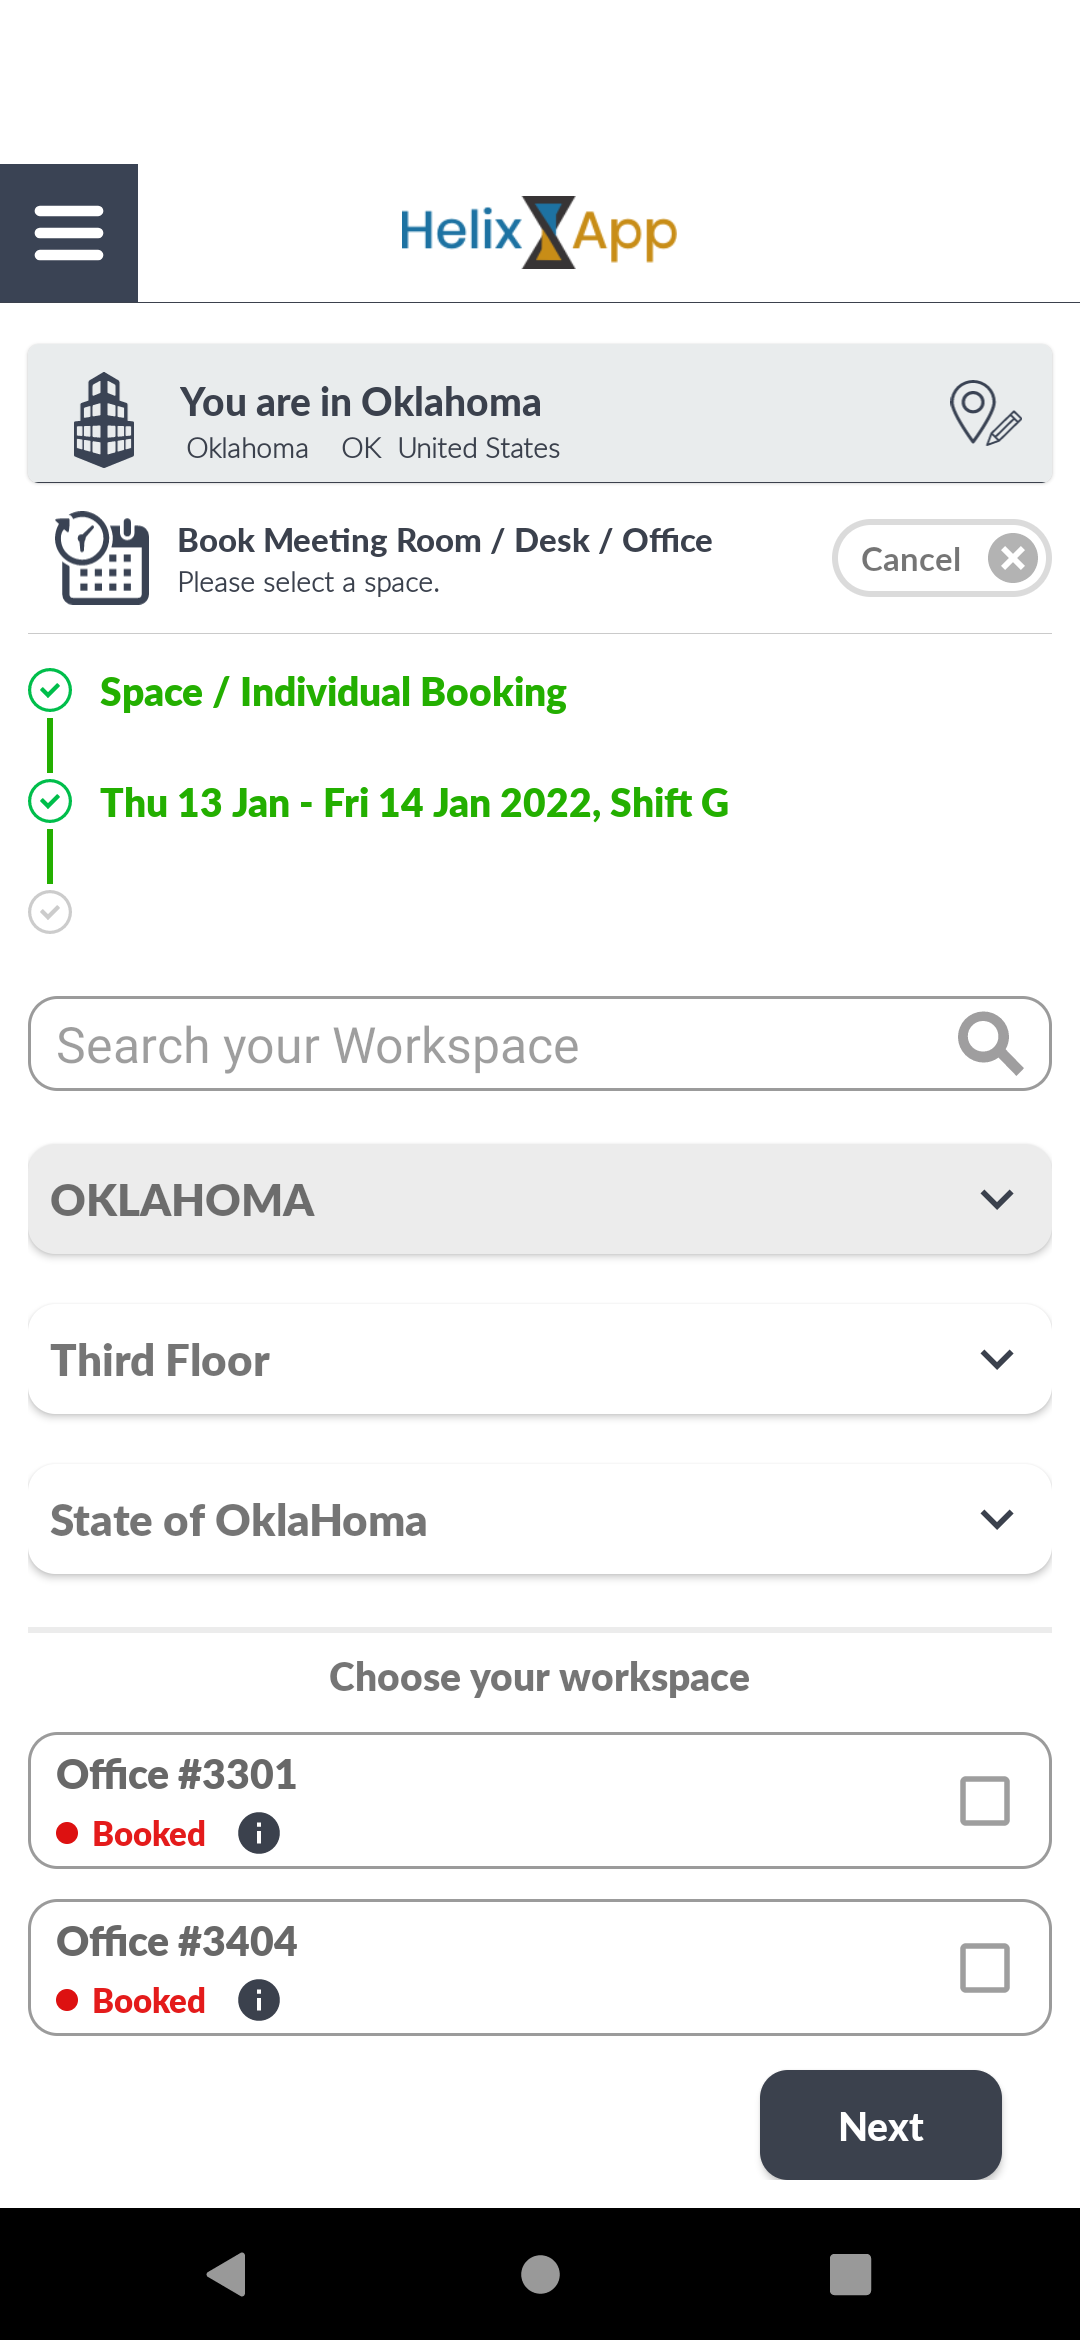 Helix App
You are in Oklahoma
Oklahoma OK United States
Book Meeting Room / Desk / Office
Please select a space.
Cancel
Space / Individual Booking
Thu 13 Jan - Fri 14 Jan 2022, Shift G
Search your Workspace
OKLAHOMA
Third Floor
State of OklaHoma
Choose your workspace
Office #3301
Booked
Office #3404
Booked
Next